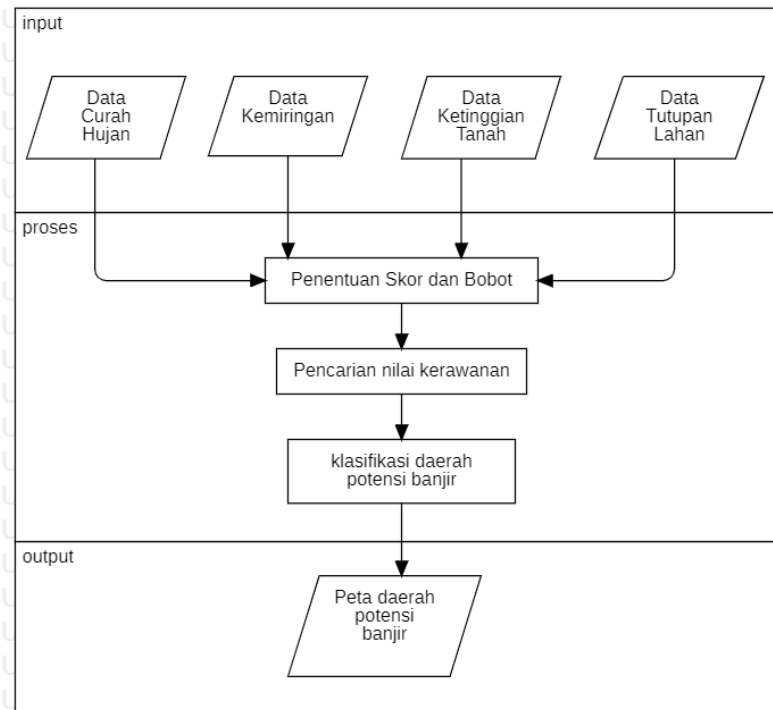 input
Data
Curah
Hujan
Data
Kemiringan
Data
Ketinggian
Tanah
Data
Tutupan
Lahan
proses
Penentuan Skor dan Bobot
Pencarian nilai kerawanan
klasifikasi daerah
potensi banjir
output
Peta daerah
potensi
banjir